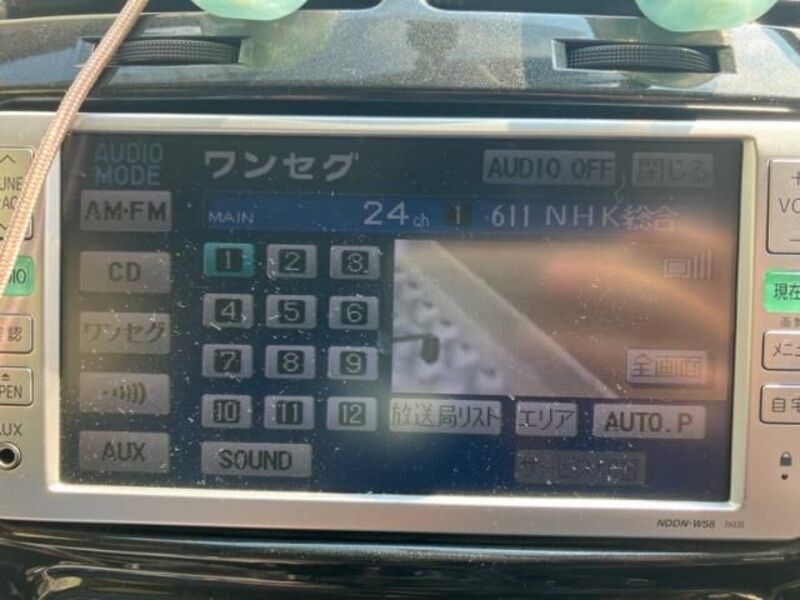 AUDIO MODE
ワンセグ
AUDIO OFF
閉じる
AM·FM
MAIN 24ch 1 611 NHK総合
CD
1 2 3
ワンセグ
4 5 6
7 8 9
全画面
10 11 12
放送局リスト
エリア
AUTO.P
AUX
SOUND
NDDN-W58 76038
AUX
現在
メニュ
自宅